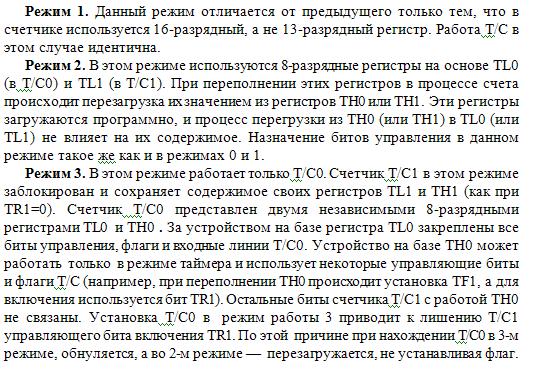 Режим 1. Данный режим отличается от предыдущего только тем, что в
счетчике используется 16-разрядный, а не 13-разрядный регистр. Работа Т/С в
этом случае идентична.
Режим 2. В этом режиме используются 8-разрядные регистры на основе TL0
(в Т/С0) и TL1 (в Т/С1). При переполнении этих регистров в процессе счета
происходит перезагрузка их значением из регистров TH0 или TH1. Эти регистры
загружаются программно, и процесс перегрузки из TH0 (или TH1) в TL0 (или
TL1) не влияет на их содержимое. Назначение битов управления в данном
режиме такое же как и в режимах 0 и 1.
Режим 3. В этом режиме работает только Т/С0. Счетчик Т/С1 в этом режиме
заблокирован и сохраняет содержимое своих регистров TL1 и TH1 (как при
TR1=0). Счетчик Т/С0 представлен двумя независимыми 8-разрядными
регистрами TL0 и TH0 . За устройством на базе регистра TL0 закреплены все
биты управления, флаги и входные линии Т/С0. Устройство на базе TH0 может
работать только в режиме таймера и использует некоторые управляющие биты
и флаги Т/С (например, при переполнении TH0 происходит установка TF1, а для
включения используется бит TR1). Остальные биты счетчика Т/С1 с работой TH0
не связаны. Установка Т/С0 в режим работы 3 приводит к лишению Т/С1
управляющего бита включения TR1. По этой причине при нахождении Т/С0 в 3-м
режиме, обнуляется, а во 2-м режиме — перезагружается, не устанавливая флаг.